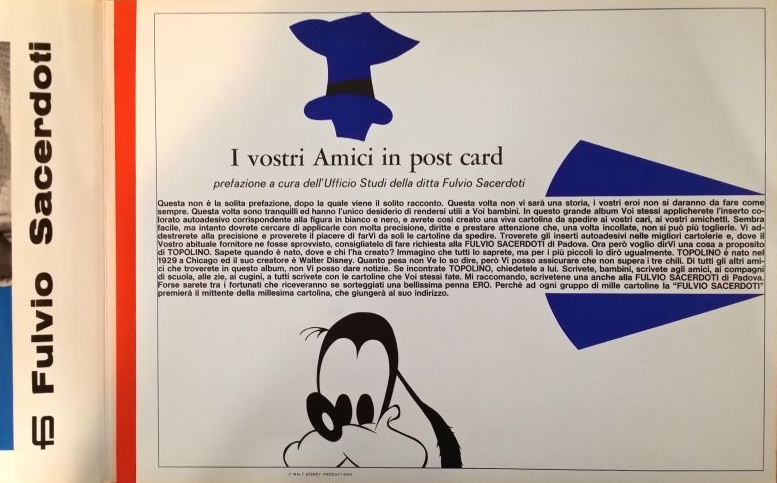 fs Fulvio Sacerdoti
I vostri Amici in post card
prefazione a cura dell'Ufficio Studi della ditta Fulvio Sacerdoti
Questa non è la solita prefazione, dopo la quale viene il solito racconto. Questa volta non vi sarà una storia, i vostri eroi non si daranno da fare come
sempre. Questa volta sono tranquilli ed hanno l'unico desiderio di rendersi utili a Voi bambini. In questo grande album Voi stessi applicherete l'inserto co-
lorato autoadesivo corrispondente alla figura in bianco e nero, e avrete così creato una viva cartolina da spedire ai vostri cari, ai vostri amichetti. Sembra
facile, ma intanto dovrete cercare di applicarle con molta precisione, diritte e prestare attenzione che, una volta incollate, non si può più toglierle. Vi ad-
destrerete alla precisione e proverete il piacere di farVi da soli le cartoline da spedire. Troverete gli inserti autoadesivi nelle migliori cartolerie e, dove il
Vostro abituale fornitore ne fosse sprovvisto, consigliatelo di fare richiesta alla FULVIO SACERDOTI di Padova. Ora però voglio dirVi una cosa a proposito
di TOPOLINO. Sapete quando è nato, dove e chi l'ha creato? Immagino che tutti lo saprete, ma per i più piccoli lo dirò ugualmente. TOPOLINO è nato nel
1929 a Chicago ed il suo creatore è Walter Disney. Quanto pesa non Ve lo so dire, però Vi posso assicurare che non supera i tre chili. Di tutti gli altri ami-
ci che troverete in questo album, non Vi posso dare notizie. Se incontrate TOPOLINO, chiedetele a lui. Scrivete, bambini, scrivete agli amici, ai compagni
di scuola, alle zie, ai cugini, a tutti scrivete con le cartoline che Voi stessi fate. Mi raccomando, scrivetene una anche alla FULVIO SACERDOTI di Padova.
Forse sarete tra i fortunati che riceveranno se sorteggiati una bellissima penna ERO. Perchè ad ogni gruppo di mille cartoline la "FULVIO SACERDOTI"
premierà il mittente della millesima cartolina, che giungerà al suo indirizzo.
© WALT DISNEY PRODUCTIONS